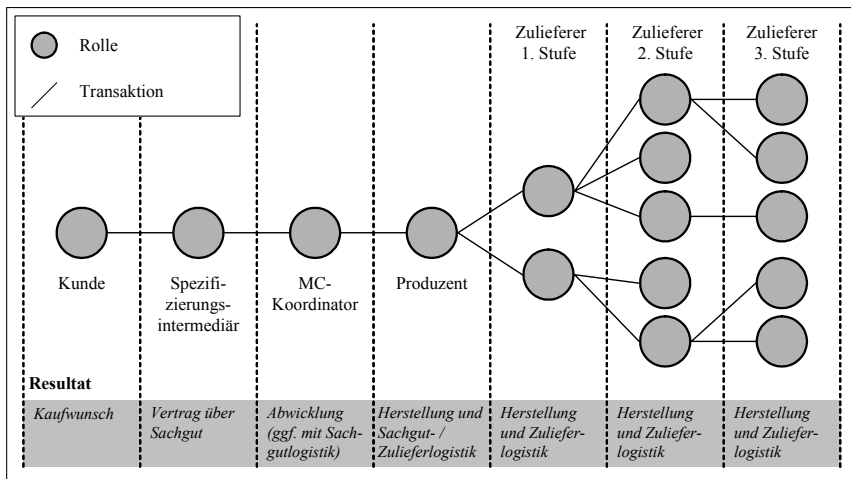 Rolle
Transaktion
Zulieferer
1. Stufe
Zulieferer
2. Stufe
Zulieferer
3. Stufe
Kunde
Spezifi-
zierungs-
intermediär
MC-
Koordinator
Produzent
Resultat
Kaufwunsch
Vertrag über
Sachgut
Abwicklung
(ggf. mit Sach-
gutlogistik)
Herstellung und
Sachgut- /
Zulieferlogistik
Herstellung
und Zuliefer-
logistik
Herstellung
und Zuliefer-
logistik
Herstellung
und Zuliefer-
logistik